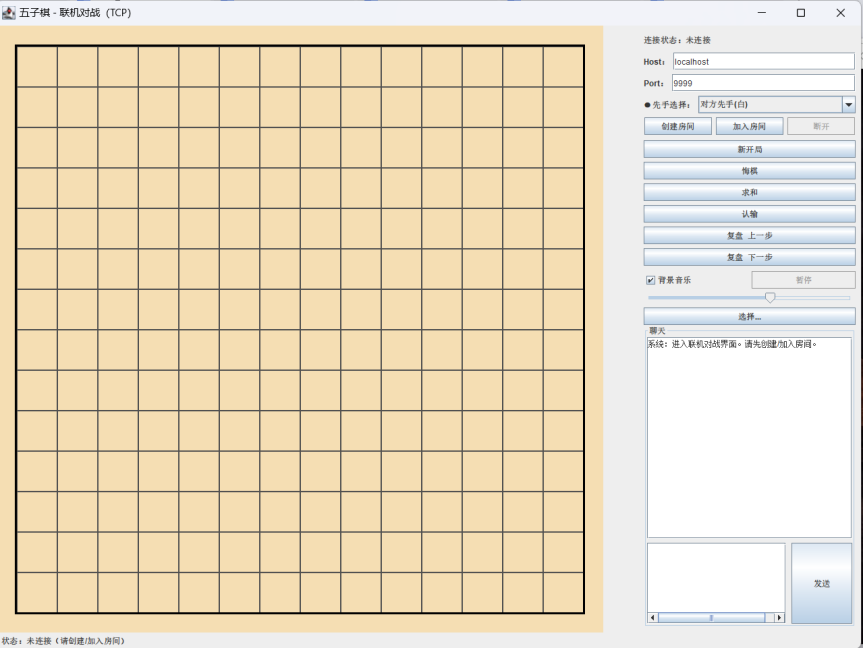 五子棋 - 联机对战 (TCP)
连接状态: 未连接
Host: localhost
Port: 9999
●先手选择: 对方先手(白)
创建房间 加入房间 断开
新开局
悔棋
求和
认输
复盘 上一步
复盘 下一步
背景音乐 暂停
选择...
聊天
系统: 进入联机对战界面。请先创建/加入房间。
发送
状态: 未连接（请创建/加入房间）